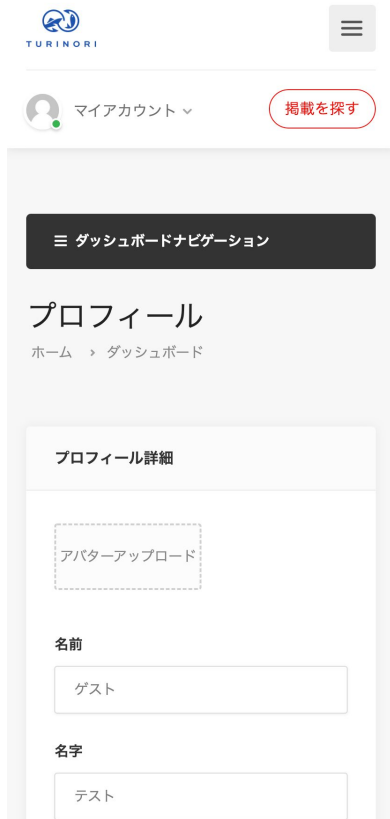 TURINORI
マイアカウント
掲載を探す
ダッシュボードナビゲーション
プロフィール
ホーム › ダッシュボード
プロフィール詳細
アバターアップロード
名前
ゲスト
名字
テスト